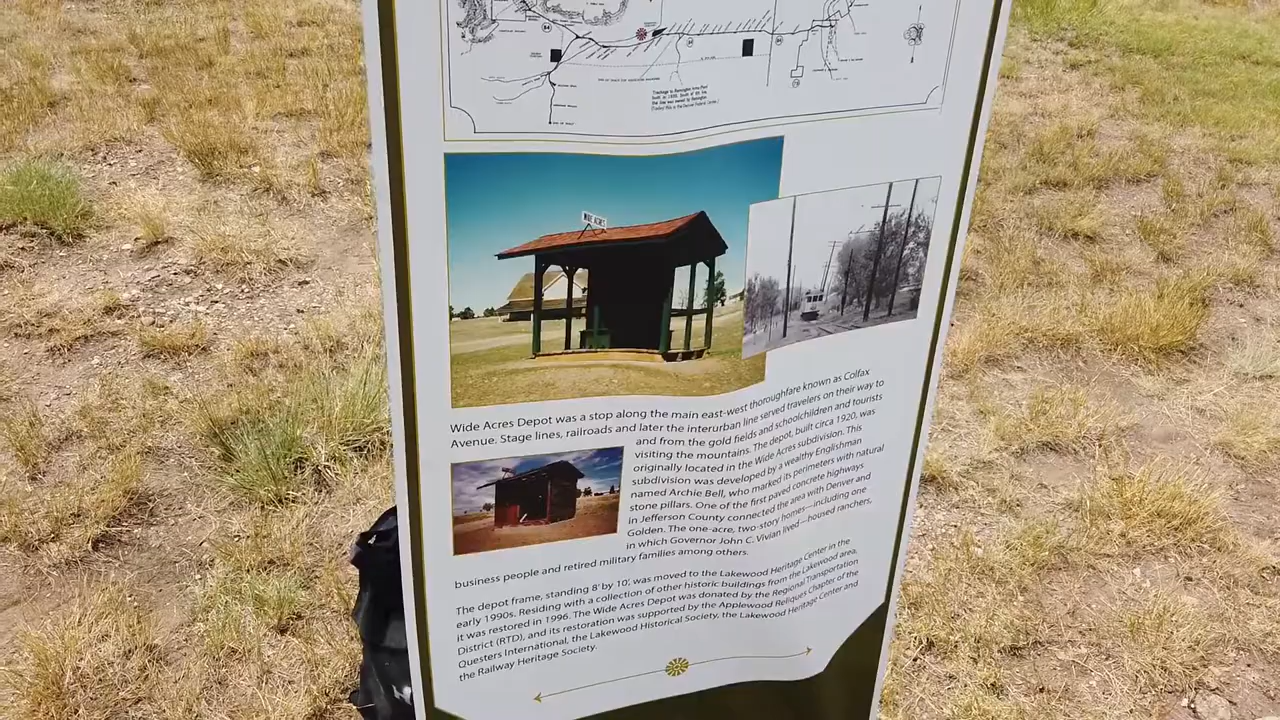 WIDE ACRES
Wide Acres Depot was a stop along the main east-west thoroughfare known as Colfax
Avenue. Stage lines, railroads and later the interurban line served travelers on their way to
and from the gold fields and schoolchildren and tourists
visiting the mountains. The depot, built circa 1920, was
originally located in the Wide Acres subdivision. This
subdivision was developed by a wealthy Englishman
named Archie Bell, who marked its perimeters with natural
stone pillars. One of the first paved concrete highways
in Jefferson County connected the area with Denver and
Golden. The one-acre, two-story homes—including one
in which Governor John C. Vivian lived—housed ranchers,
business people and retired military families among others.
The depot frame, standing 8' by 10', was moved to the Lakewood Heritage Center in the
early 1990s. Residing with a collection of other historic buildings from the Lakewood area,
it was restored in 1996. The Wide Acres Depot was donated by the Regional Transportation
District (RTD), and its restoration was supported by the Applewood Reliques Chapter of the
Questers International, the Lakewood Historical Society, the Lakewood Heritage Center and
the Railway Heritage Society.